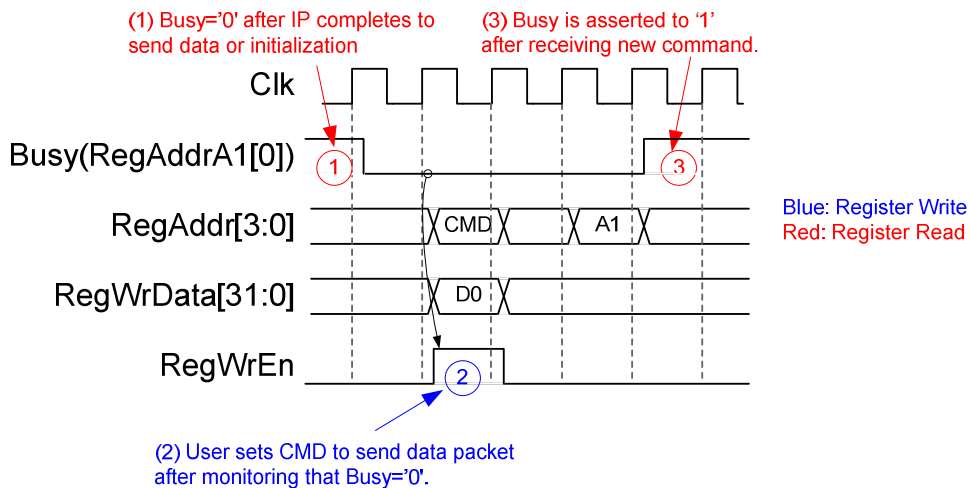 (1) Busy='0' after IP completes to
send data or initialization
(3) Busy is asserted to '1'
after receiving new command.
Clk
Busy(RegAddrA1[0])
1
3
RegAddr[3:0]
CMD
A1
Blue: Register Write
Red: Register Read
RegWrData[31:0]
D0
RegWrEn
2
(2) User sets CMD to send data packet
after monitoring that Busy='0'.